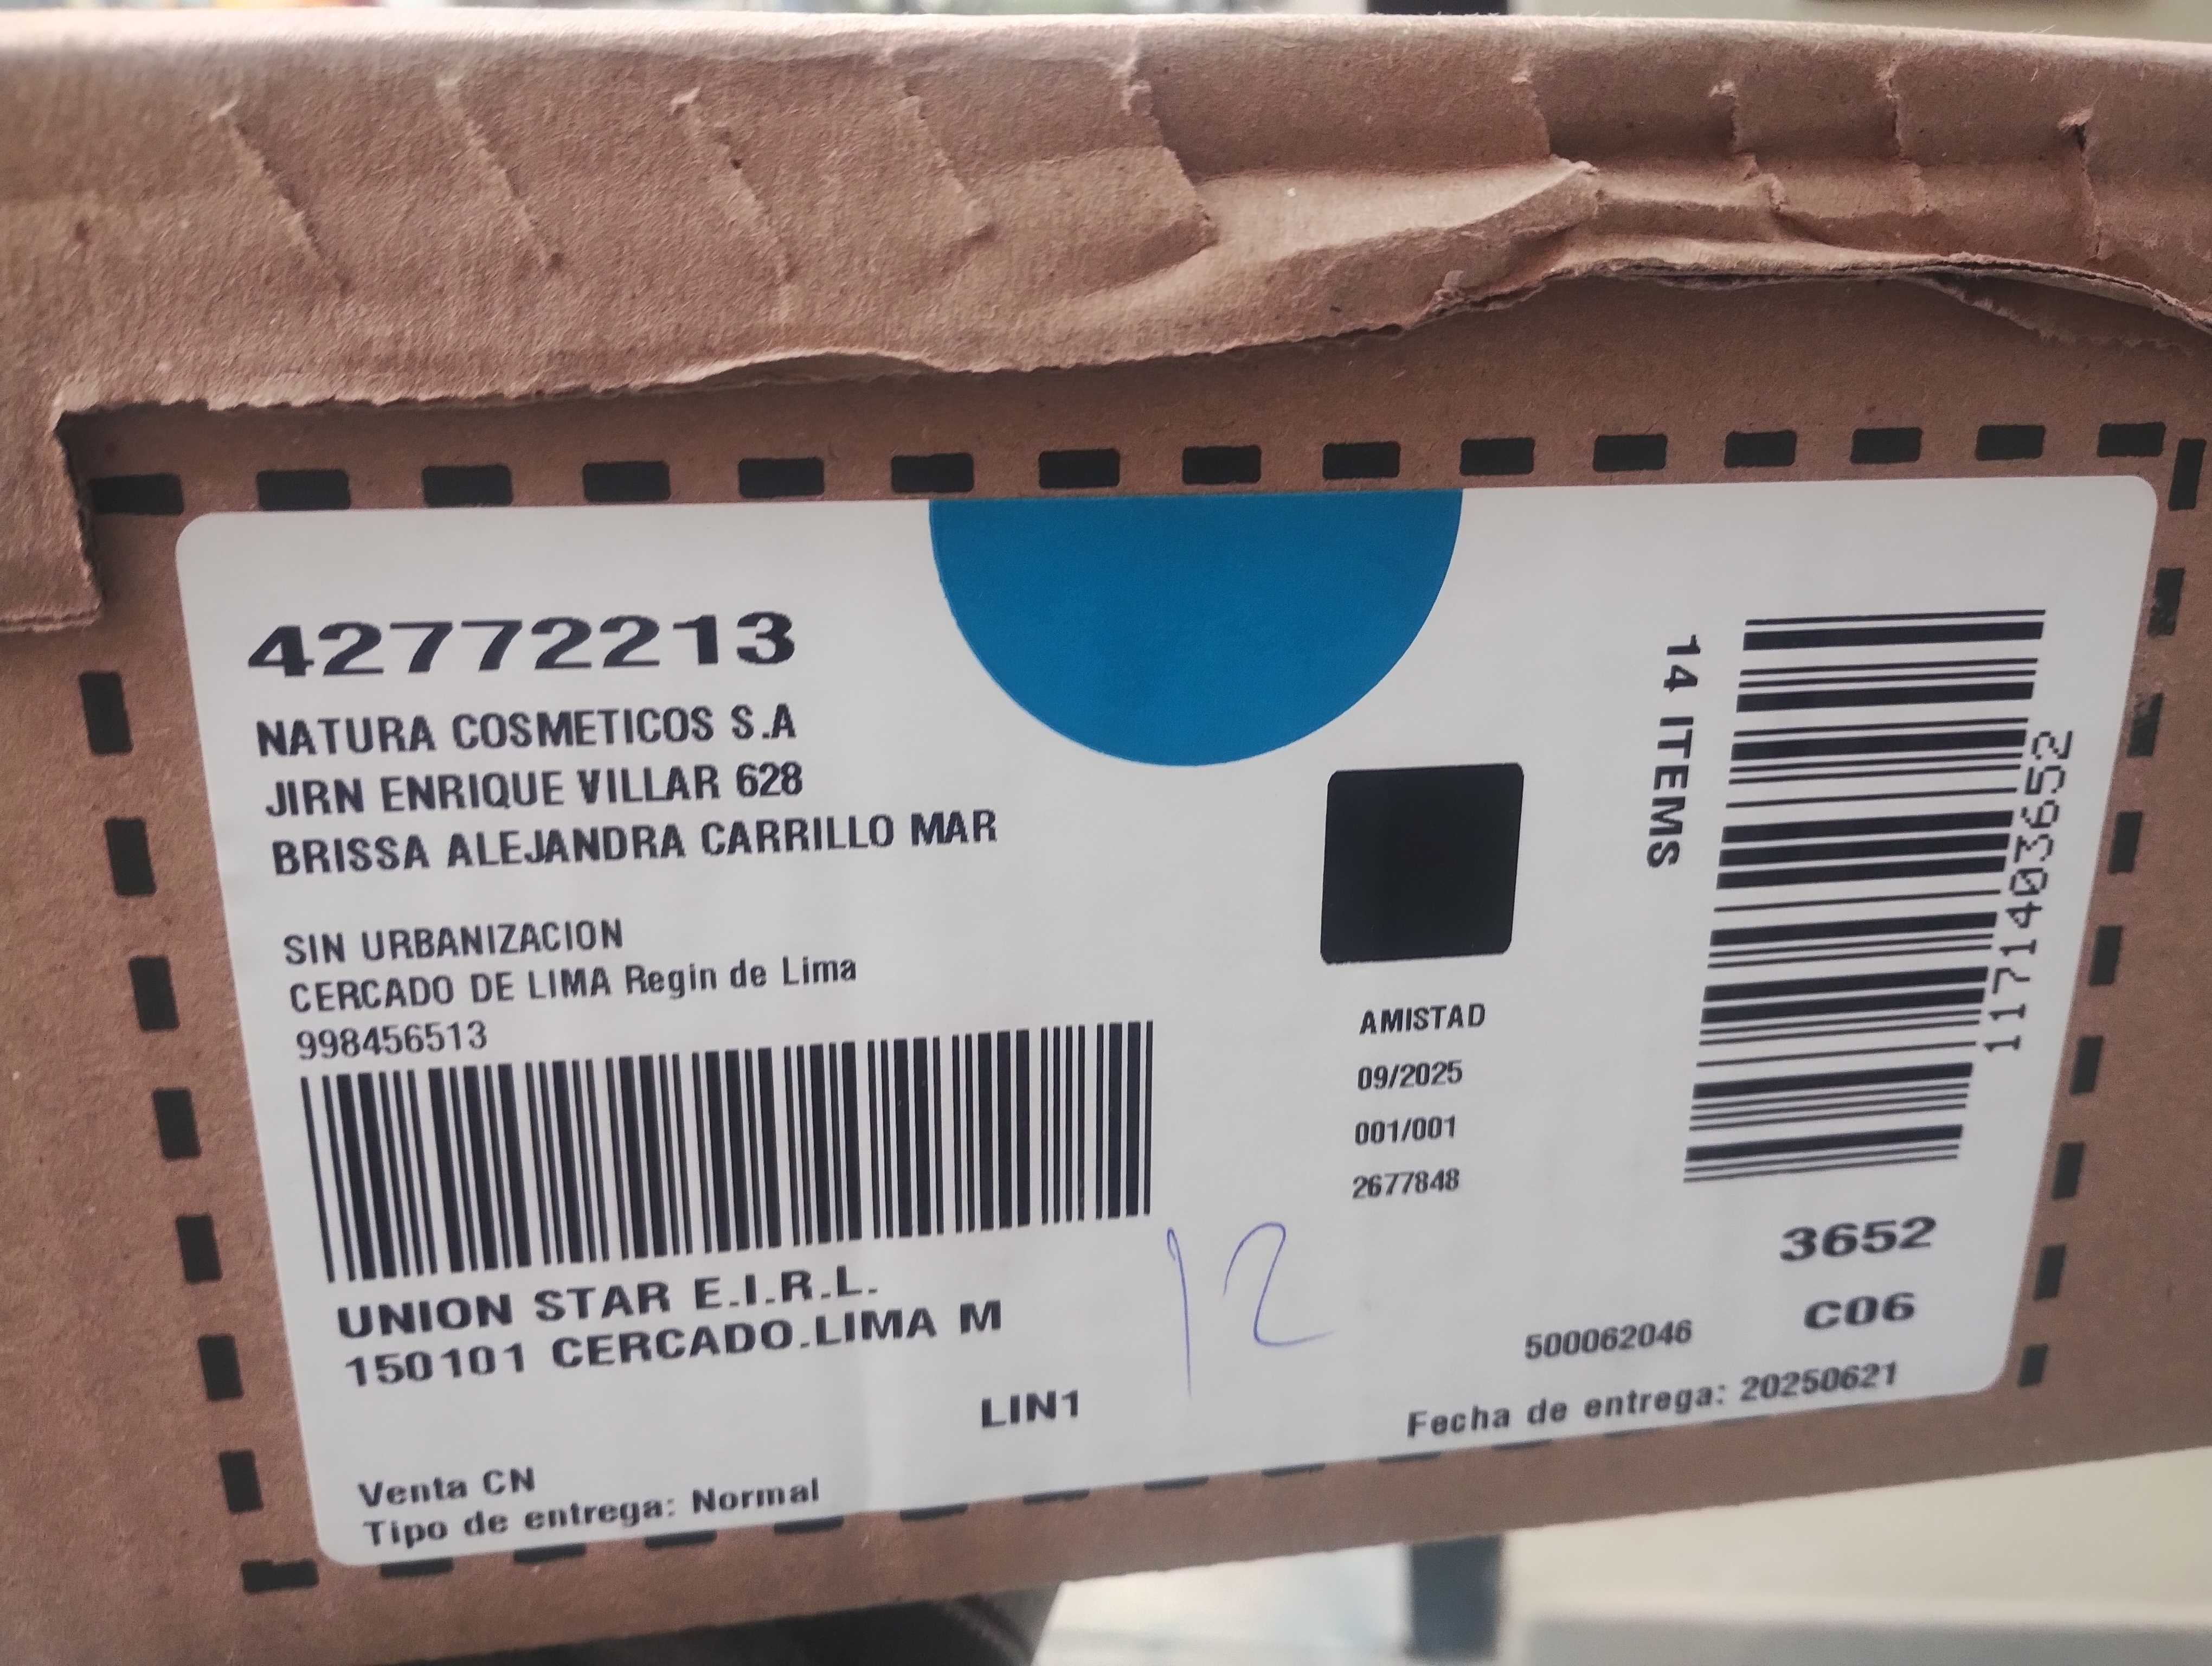 42772213
NATURA COSMETICOS S.A
JIRN ENRIQUE VILLAR 628
BRISSA ALEJANDRA CARRILLO MAR
SIN URBANIZACION
CERCADO DE LIMA Regin de Lima
998456513
UNION STAR E.I.R.L.
150101 CERCADO.LIMA M
LIN1
Venta CN
Tipo de entrega: Normal
12
AMISTAD
09/2025
001/001
2677848
14 ITEMS
1171403652
3652
C06
500062046
Fecha de entrega: 20250621